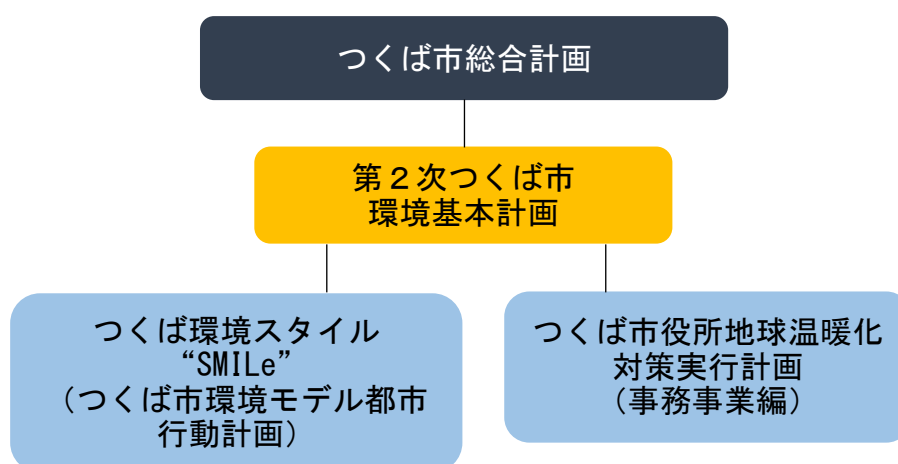 つくば市総合計画
第２次つくば市
環境基本計画
つくば環境スタイル
“SMILe”
（つくば市環境モデル都市
行動計画）
つくば市役所地球温暖化
対策実行計画
（事務事業編）